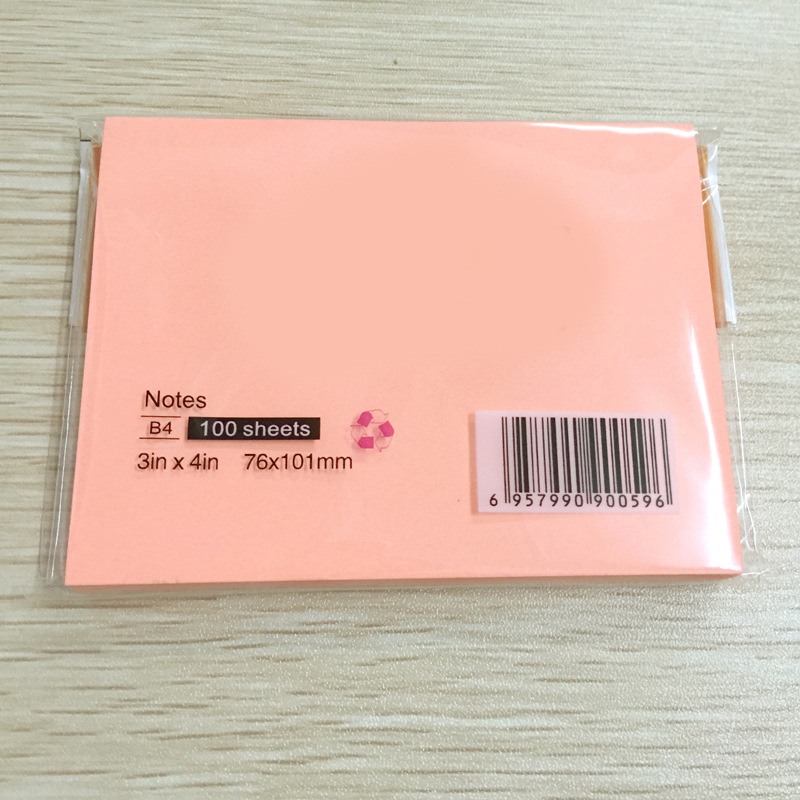 Notes
B4 100 sheets
3in x 4in 76x101mm
6 957990 900596